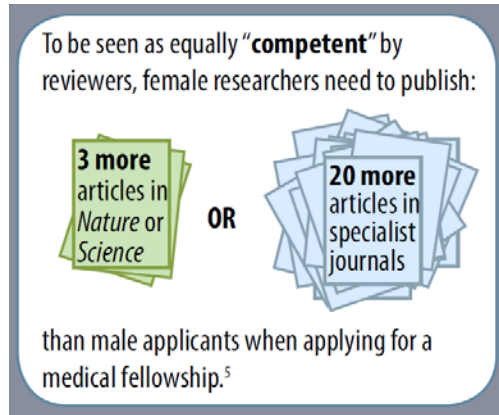 To be seen as equally “competent” by
reviewers, female researchers need to publish:
3 more
articles in
Nature or
Science
OR
20 more
articles in
specialist
journals
than male applicants when applying for a
medical fellowship.⁵